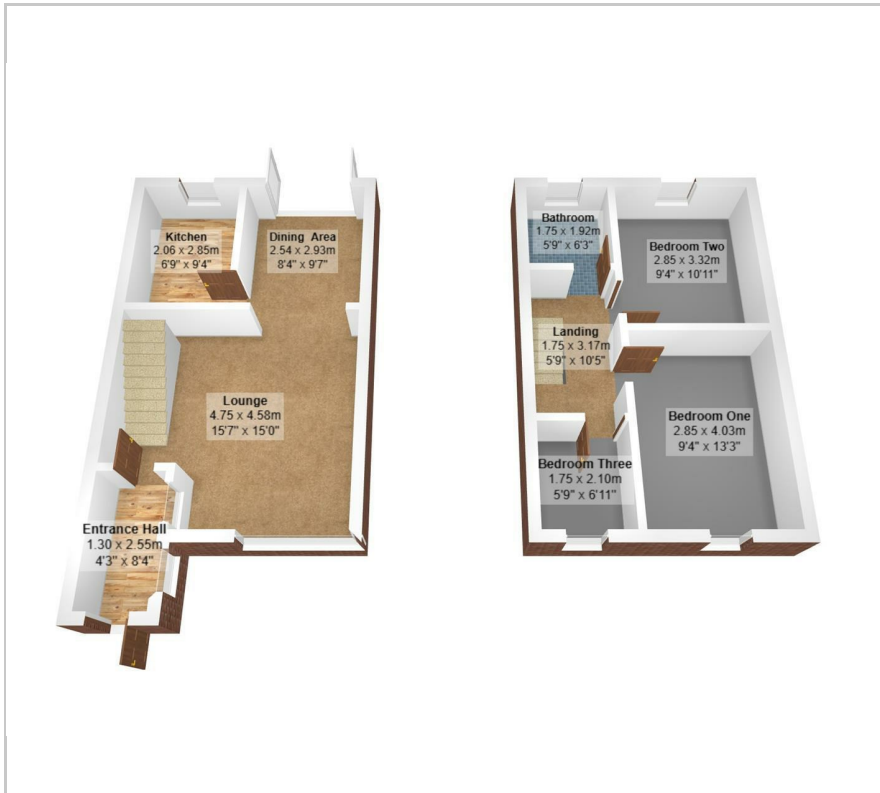 Kitchen
2.06 x 2.85m
6'9" x 9'4"
Dining Area
2.54 x 2.93m
8'4" x 9'7"
Lounge
4.75 x 4.58m
15'7" x 15'0"
Entrance Hall
1.30 x 2.55m
4'3" x 8'4"
Bathroom
1.75 x 1.92m
5'9" x 6'3"
Bedroom Two
2.85 x 3.32m
9'4" x 10'11"
Landing
1.75 x 3.17m
5'9" x 10'5"
Bedroom One
2.85 x 4.03m
9'4" x 13'3"
Bedroom Three
1.75 x 2.10m
5'9" x 6'11"